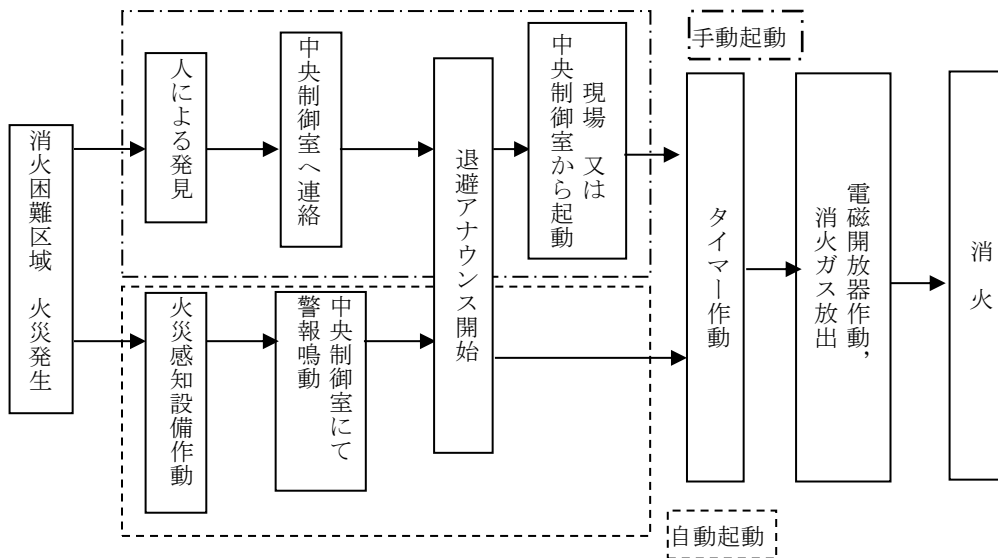 手動起動
消火困難区域　火災発生
人による発見
中央制御室へ連絡
退避アナウンス開始
現場　又は
中央制御室から起動
火災感知設備作動
中央制御室にて
警報鳴動
タイマー作動
電磁開放器作動，
消火ガス放出
消　火
自動起動